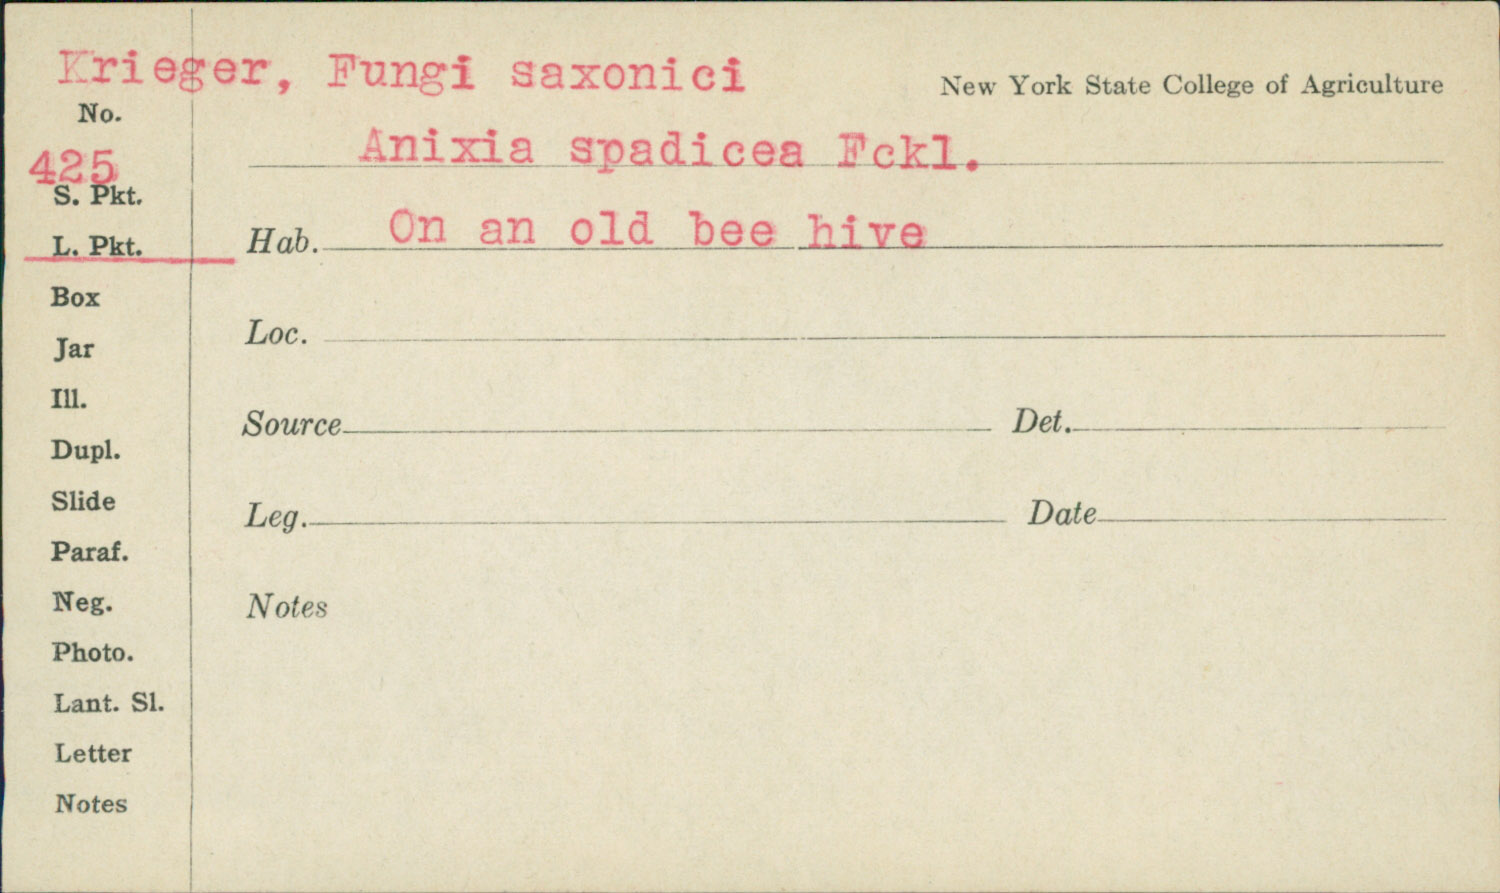 Krieger, Fungi saxonici
New York State College of Agriculture
No.
425
Anixia spadicea Fckl.
S. Pkt.
L. Pkt.
Hab. On an old bee hive
Box
Loc.
Jar
Ill.
Source Det.
Dupl.
Slide
Leg. Date
Paraf.
Neg.
Notes
Photo.
Lant. Sl.
Letter
Notes